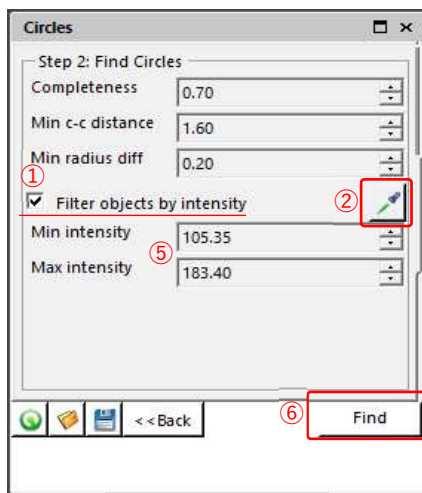 Circles
Step 2: Find Circles
Completeness 0.70
Min c-c distance 1.60
Min radius diff 0.20
①
Filter objects by intensity ②
Min intensity 105.35
⑤
Max intensity 183.40
<<Back ⑥ Find